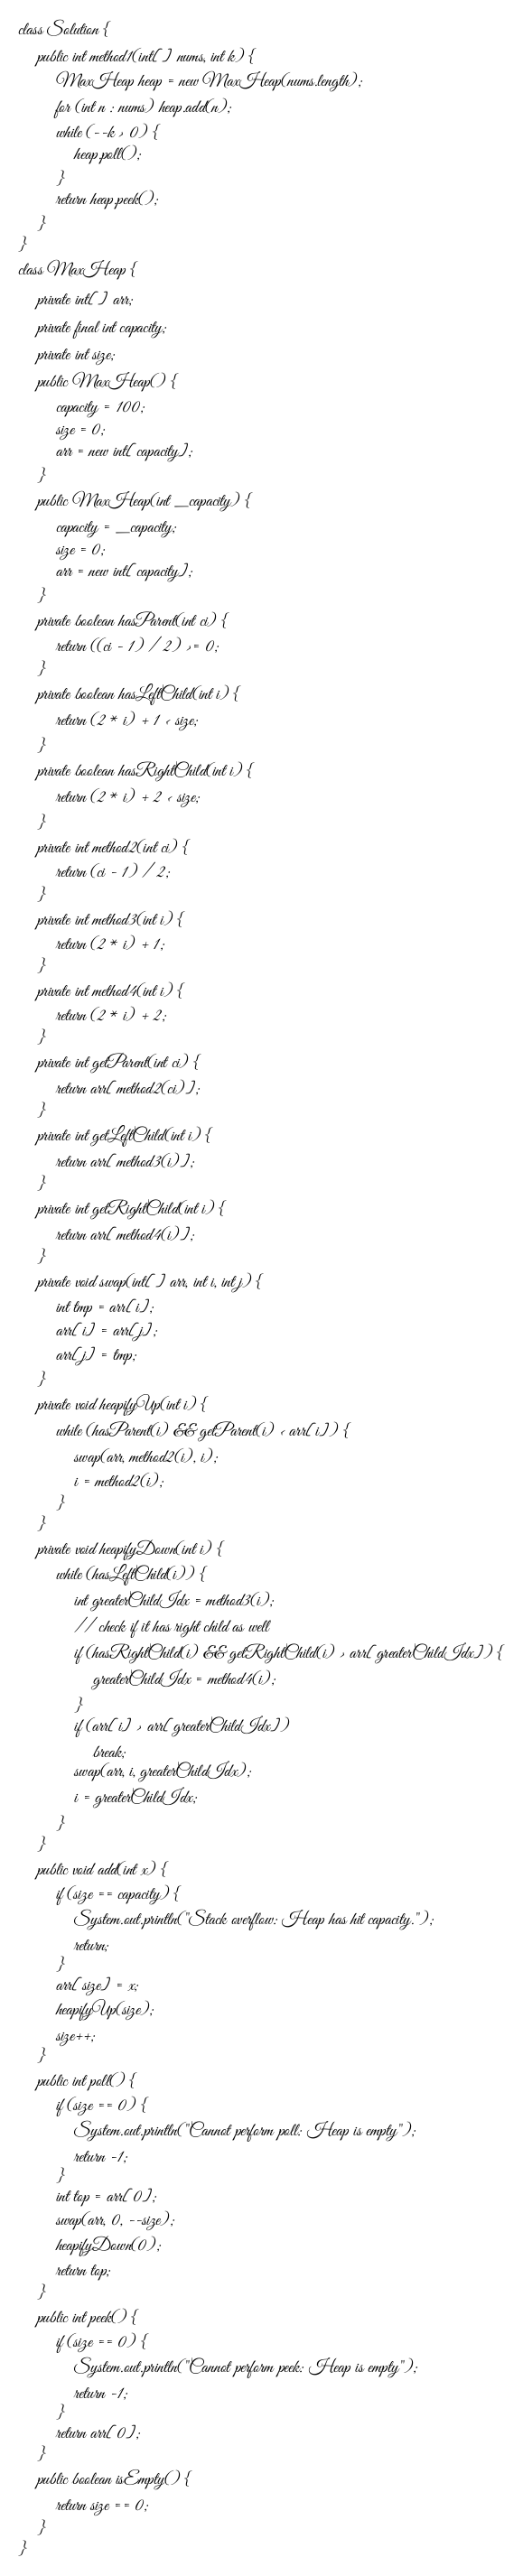 class Solution {
    public int method1(int[] nums, int k) {
        MaxHeap heap = new MaxHeap(nums.length);
        for (int n : nums) heap.add(n);
        while (--k > 0) {
            heap.poll();
        }
        return heap.peek();
    }
}
class MaxHeap {
    private int[] arr;
    private final int capacity;
    private int size;
    public MaxHeap() {
        capacity = 100;
        size = 0;
        arr = new int[capacity];
    }
    public MaxHeap(int __capacity) {
        capacity = __capacity;
        size = 0;
        arr = new int[capacity];
    }
    private boolean hasParent(int ci) {
        return ((ci - 1) / 2) >= 0;
    }
    private boolean hasLeftChild(int i) {
        return (2 * i) + 1 < size;
    }
    private boolean hasRightChild(int i) {
        return (2 * i) + 2 < size;
    }
    private int method2(int ci) {
        return (ci - 1) / 2;
    }
    private int method3(int i) {
        return (2 * i) + 1;
    }
    private int method4(int i) {
        return (2 * i) + 2;
    }
    private int getParent(int ci) {
        return arr[method2(ci)];
    }
    private int getLeftChild(int i) {
        return arr[method3(i)];
    }
    private int getRightChild(int i) {
        return arr[method4(i)];
    }
    private void swap(int[] arr, int i, int j) {
        int tmp = arr[i];
        arr[i] = arr[j];
        arr[j] = tmp;
    }
    private void heapifyUp(int i) {
        while (hasParent(i) && getParent(i) < arr[i]) {
            swap(arr, method2(i), i);
            i = method2(i);
        }
    }
    private void heapifyDown(int i) {
        while (hasLeftChild(i)) {
            int greaterChildIdx = method3(i);
            // check if it has right child as well
            if (hasRightChild(i) && getRightChild(i) > arr[greaterChildIdx]) {
                greaterChildIdx = method4(i);
            }
            if (arr[i] > arr[greaterChildIdx])
                break;
            swap(arr, i, greaterChildIdx);
            i = greaterChildIdx;
        }
    }
    public void add(int x) {
        if (size == capacity) {
            System.out.println("Stack overflow: Heap has hit capacity.");
            return;
        }
        arr[size] = x;
        heapifyUp(size);
        size++;
    }
    public int poll() {
        if (size == 0) {
            System.out.println("Cannot perform poll: Heap is empty");
            return -1;
        }
        int top = arr[0];
        swap(arr, 0, --size);
        heapifyDown(0);
        return top;
    }
    public int peek() {
        if (size == 0) {
            System.out.println("Cannot perform peek: Heap is empty");
            return -1;
        }
        return arr[0];
    }
    public boolean isEmpty() {
        return size == 0;
    }
}